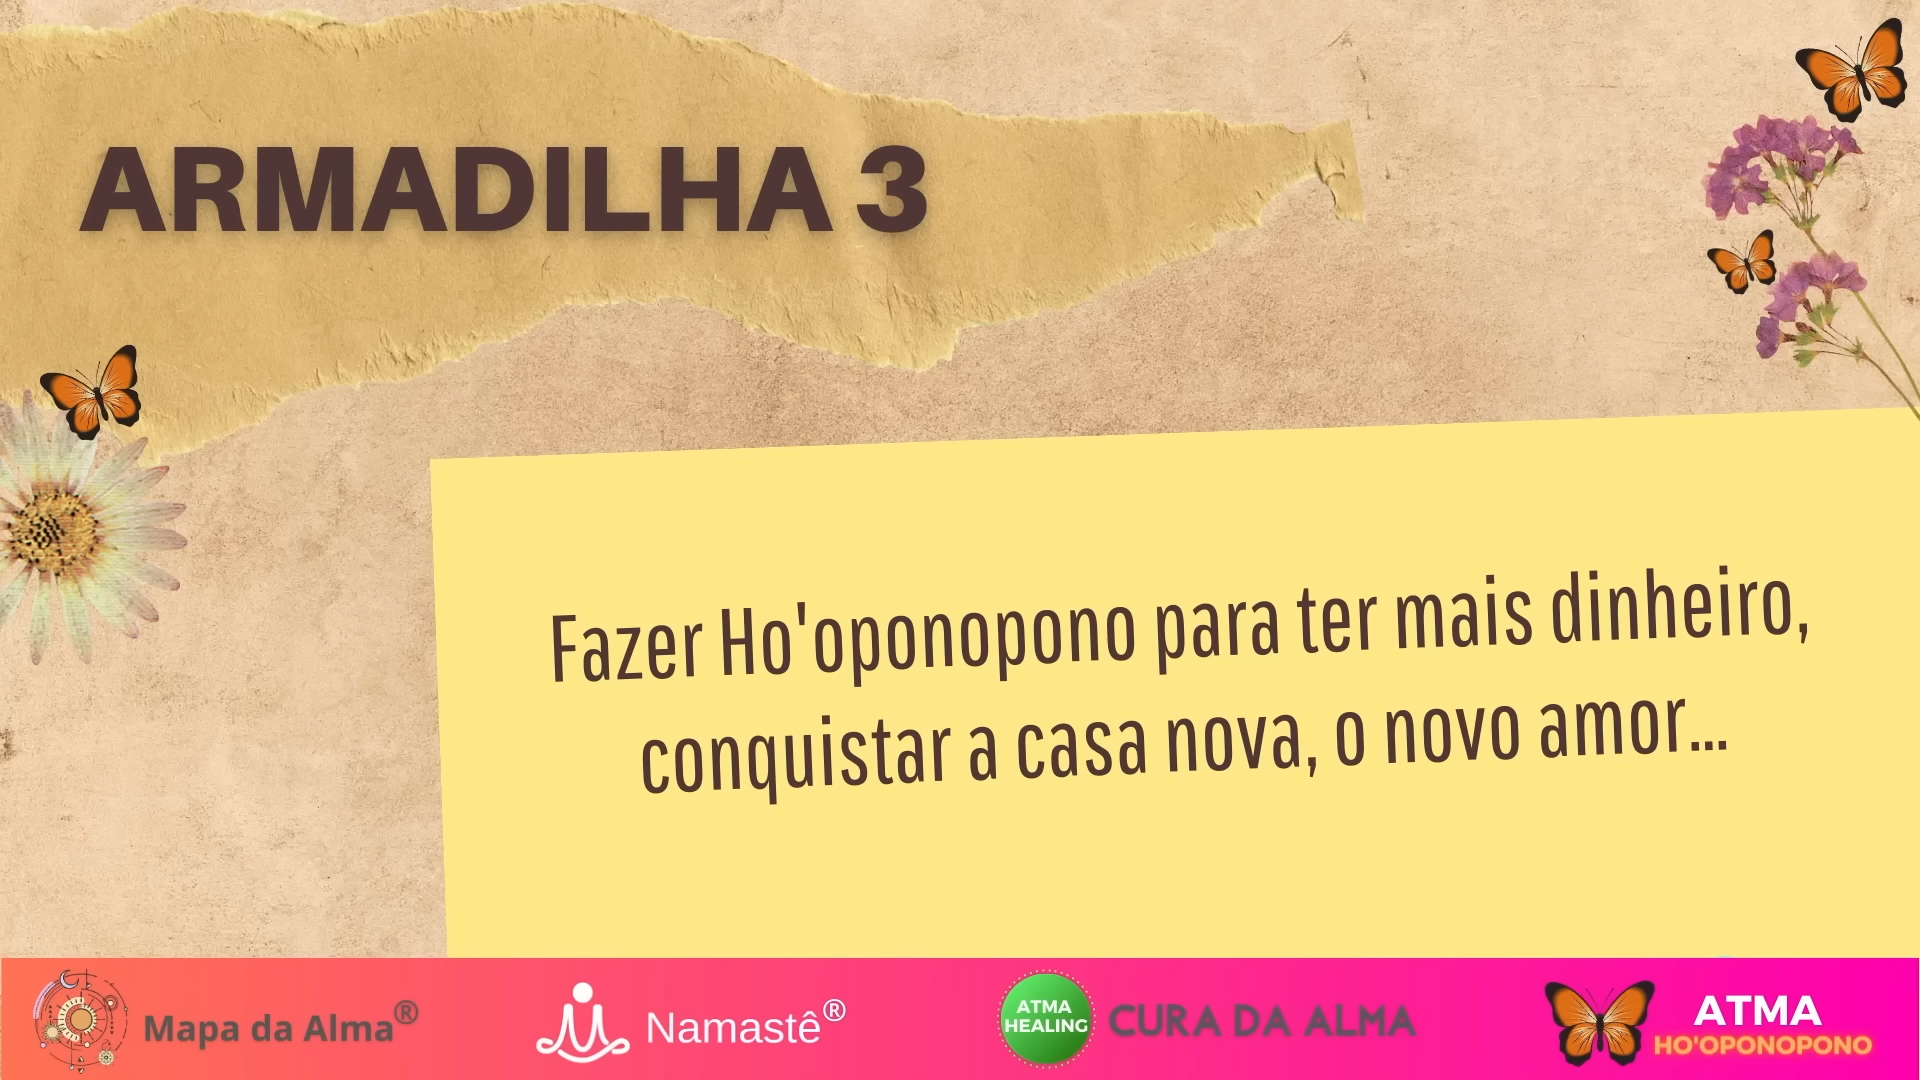 ARMADILHA 3
Fazer Ho'oponopono para ter mais dinheiro,
conquistar a casa nova, o novo amor...
Mapa da Alma®
Namastê®
ATMA
HEALING
CURA DA ALMA
ATMA
HO'OPONOPONO